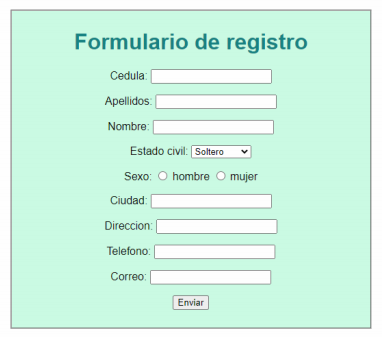 Formulario de registro
Cedula:
Apellidos:
Nombre:
Estado civil: Soltero
Sexo: hombre mujer
Ciudad:
Direccion:
Telefono:
Correo:
Enviar